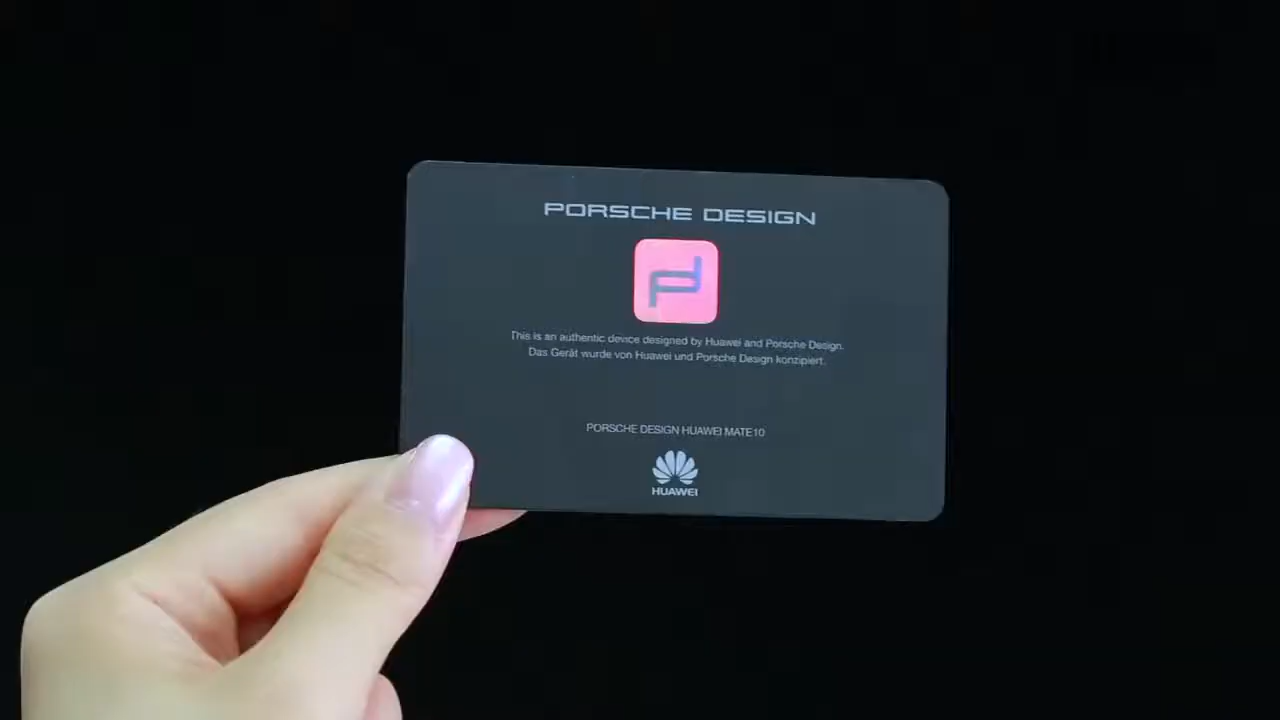 PORSCHE DESIGN
This is an authentic device designed by Huawei and Porsche Design.
Das Gerät wurde von Huawei und Porsche Design konzipiert.
PORSCHE DESIGN HUAWEI MATE10
HUAWEI